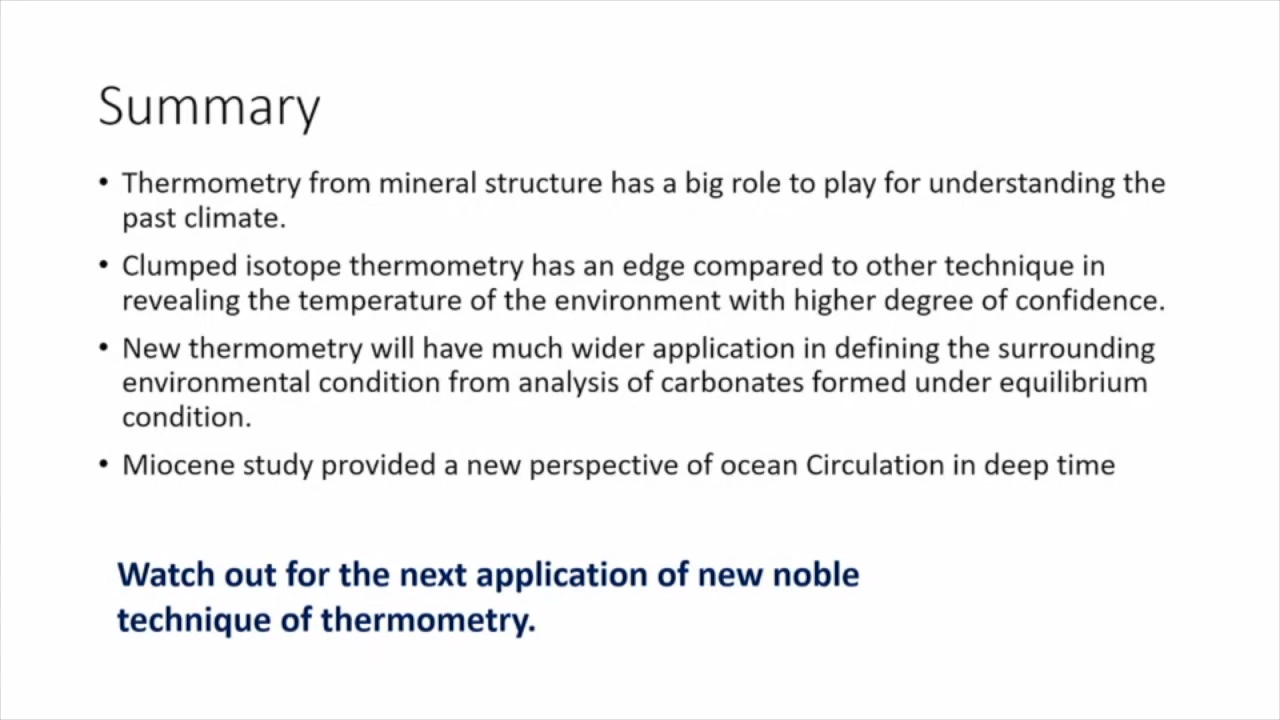 Summary
• Thermometry from mineral structure has a big role to play for understanding the
past climate.
• Clumped isotope thermometry has an edge compared to other technique in
revealing the temperature of the environment with higher degree of confidence.
• New thermometry will have much wider application in defining the surrounding
environmental condition from analysis of carbonates formed under equilibrium
condition.
• Miocene study provided a new perspective of ocean Circulation in deep time
Watch out for the next application of new noble
technique of thermometry.